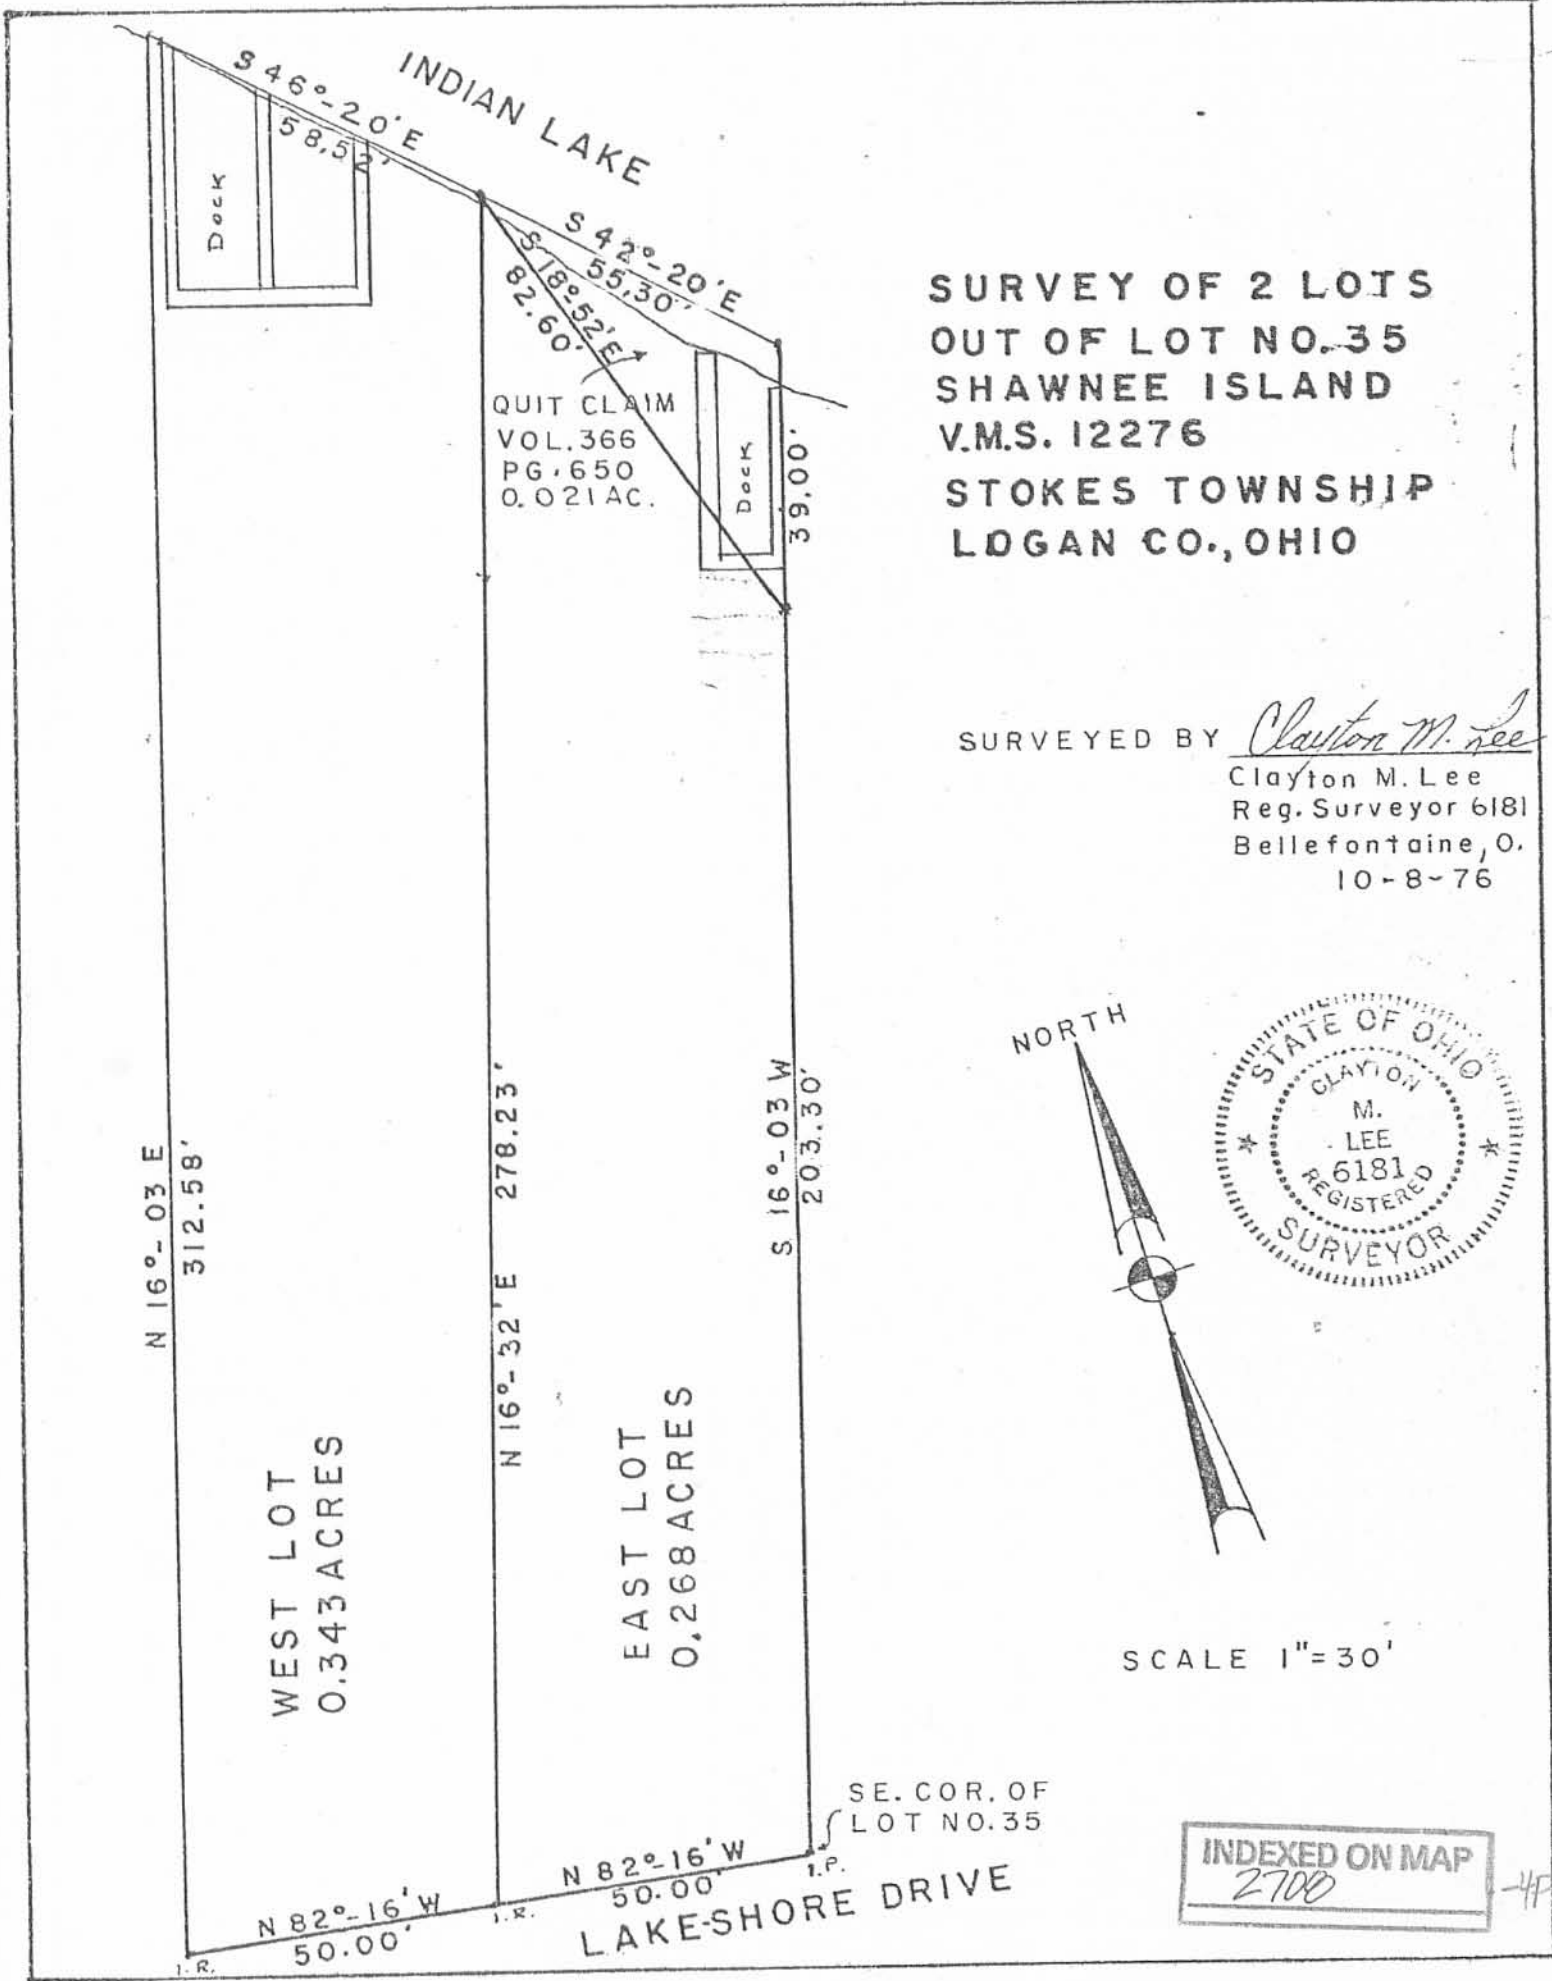 INDIAN LAKE
S 46°-20'E
58.52'
Dock
S 42°-20'E
55.30'
S 18°52'E
82.60'
QUIT CLAIM
VOL. 366
PG. 650
0.021 AC.
Dock
39.00'
SURVEY OF 2 LOTS
OUT OF LOT NO. 35
SHAWNEE ISLAND
V.M.S. 12276
STOKES TOWNSHIP
LOGAN CO., OHIO
SURVEYED BY Clayton M. Lee
Clayton M. Lee
Reg. Surveyor 6181
Bellefontaine, O.
10-8-76
NORTH
STATE OF OHIO
CLAYTON
M.
LEE
6181
REGISTERED
SURVEYOR
N 16°-03 E
312.58'
N 16°-32'E 278.23'
S 16°-03 W
203.30'
WEST LOT
0.343 ACRES
EAST LOT
0.268 ACRES
SCALE 1"=30'
SE. COR. OF
LOT NO. 35
I.P.
N 82°-16'W
50.00'
I.R.
N 82°-16'W
50.00'
I.R.
LAKE-SHORE DRIVE
INDEXED ON MAP
2708
-4P